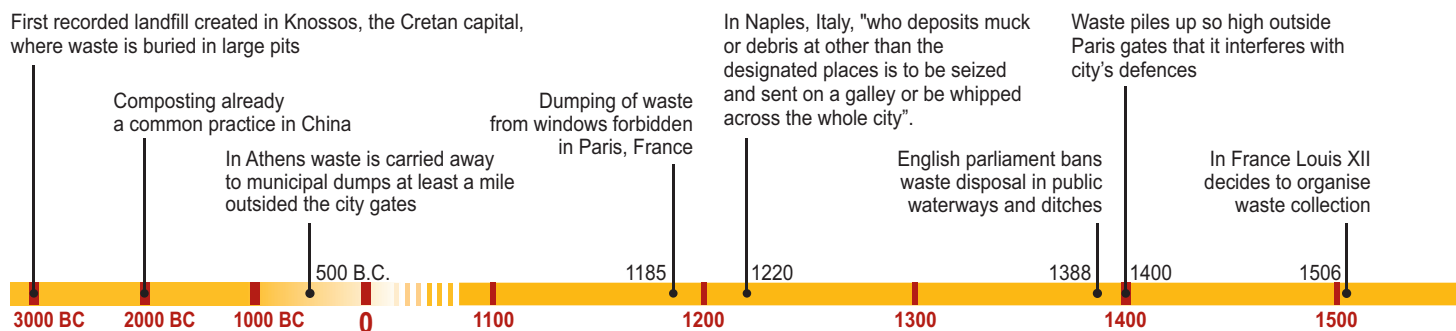 First recorded landfill created in Knossos, the Cretan capital,
where waste is buried in large pits
Composting already
a common practice in China
In Athens waste is carried away
to municipal dumps at least a mile
outsided the city gates
Dumping of waste
from windows forbidden
in Paris, France
In Naples, Italy, "who deposits muck
or debris at other than the
designated places is to be seized
and sent on a galley or be whipped
across the whole city”.
English parliament bans
waste disposal in public
waterways and ditches
Waste piles up so high outside
Paris gates that it interferes with
city’s defences
In France Louis XII
decides to organise
waste collection
500 B.C.
1185
1220
1388
1400
1506
3000 BC
2000 BC
1000 BC
0
1100
1200
1300
1400
1500